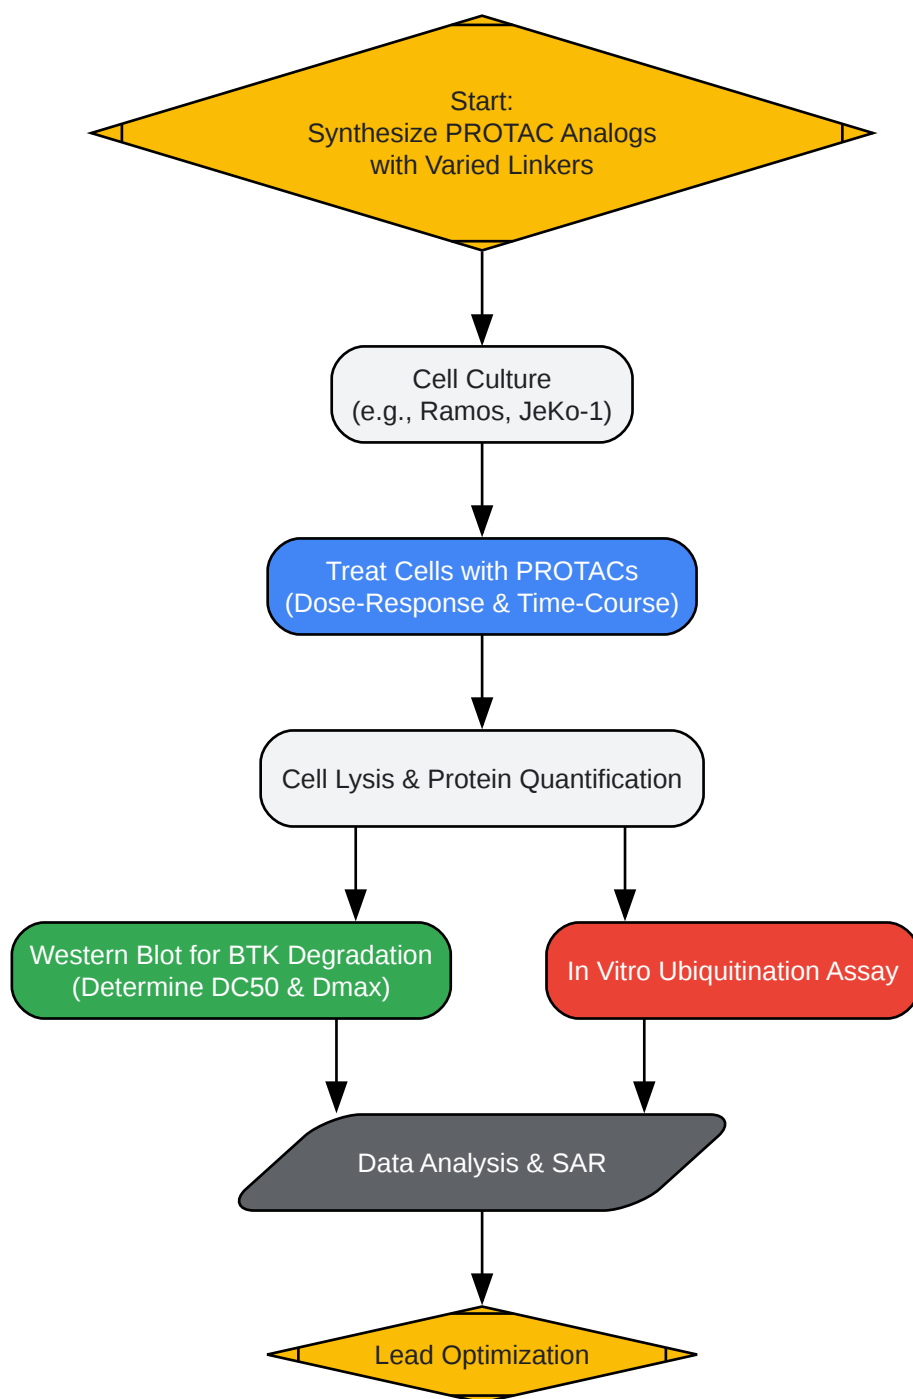 Start:
Synthesize PROTAC Analogs
with Varied Linkers
Cell Culture
(e.g., Ramos, JeKo-1)
Treat Cells with PROTACs
(Dose-Response & Time-Course)
Cell Lysis & Protein Quantification
Western Blot for BTK Degradation
(Determine DC50 & Dmax)
In Vitro Ubiquitination Assay
Data Analysis & SAR
Lead Optimization